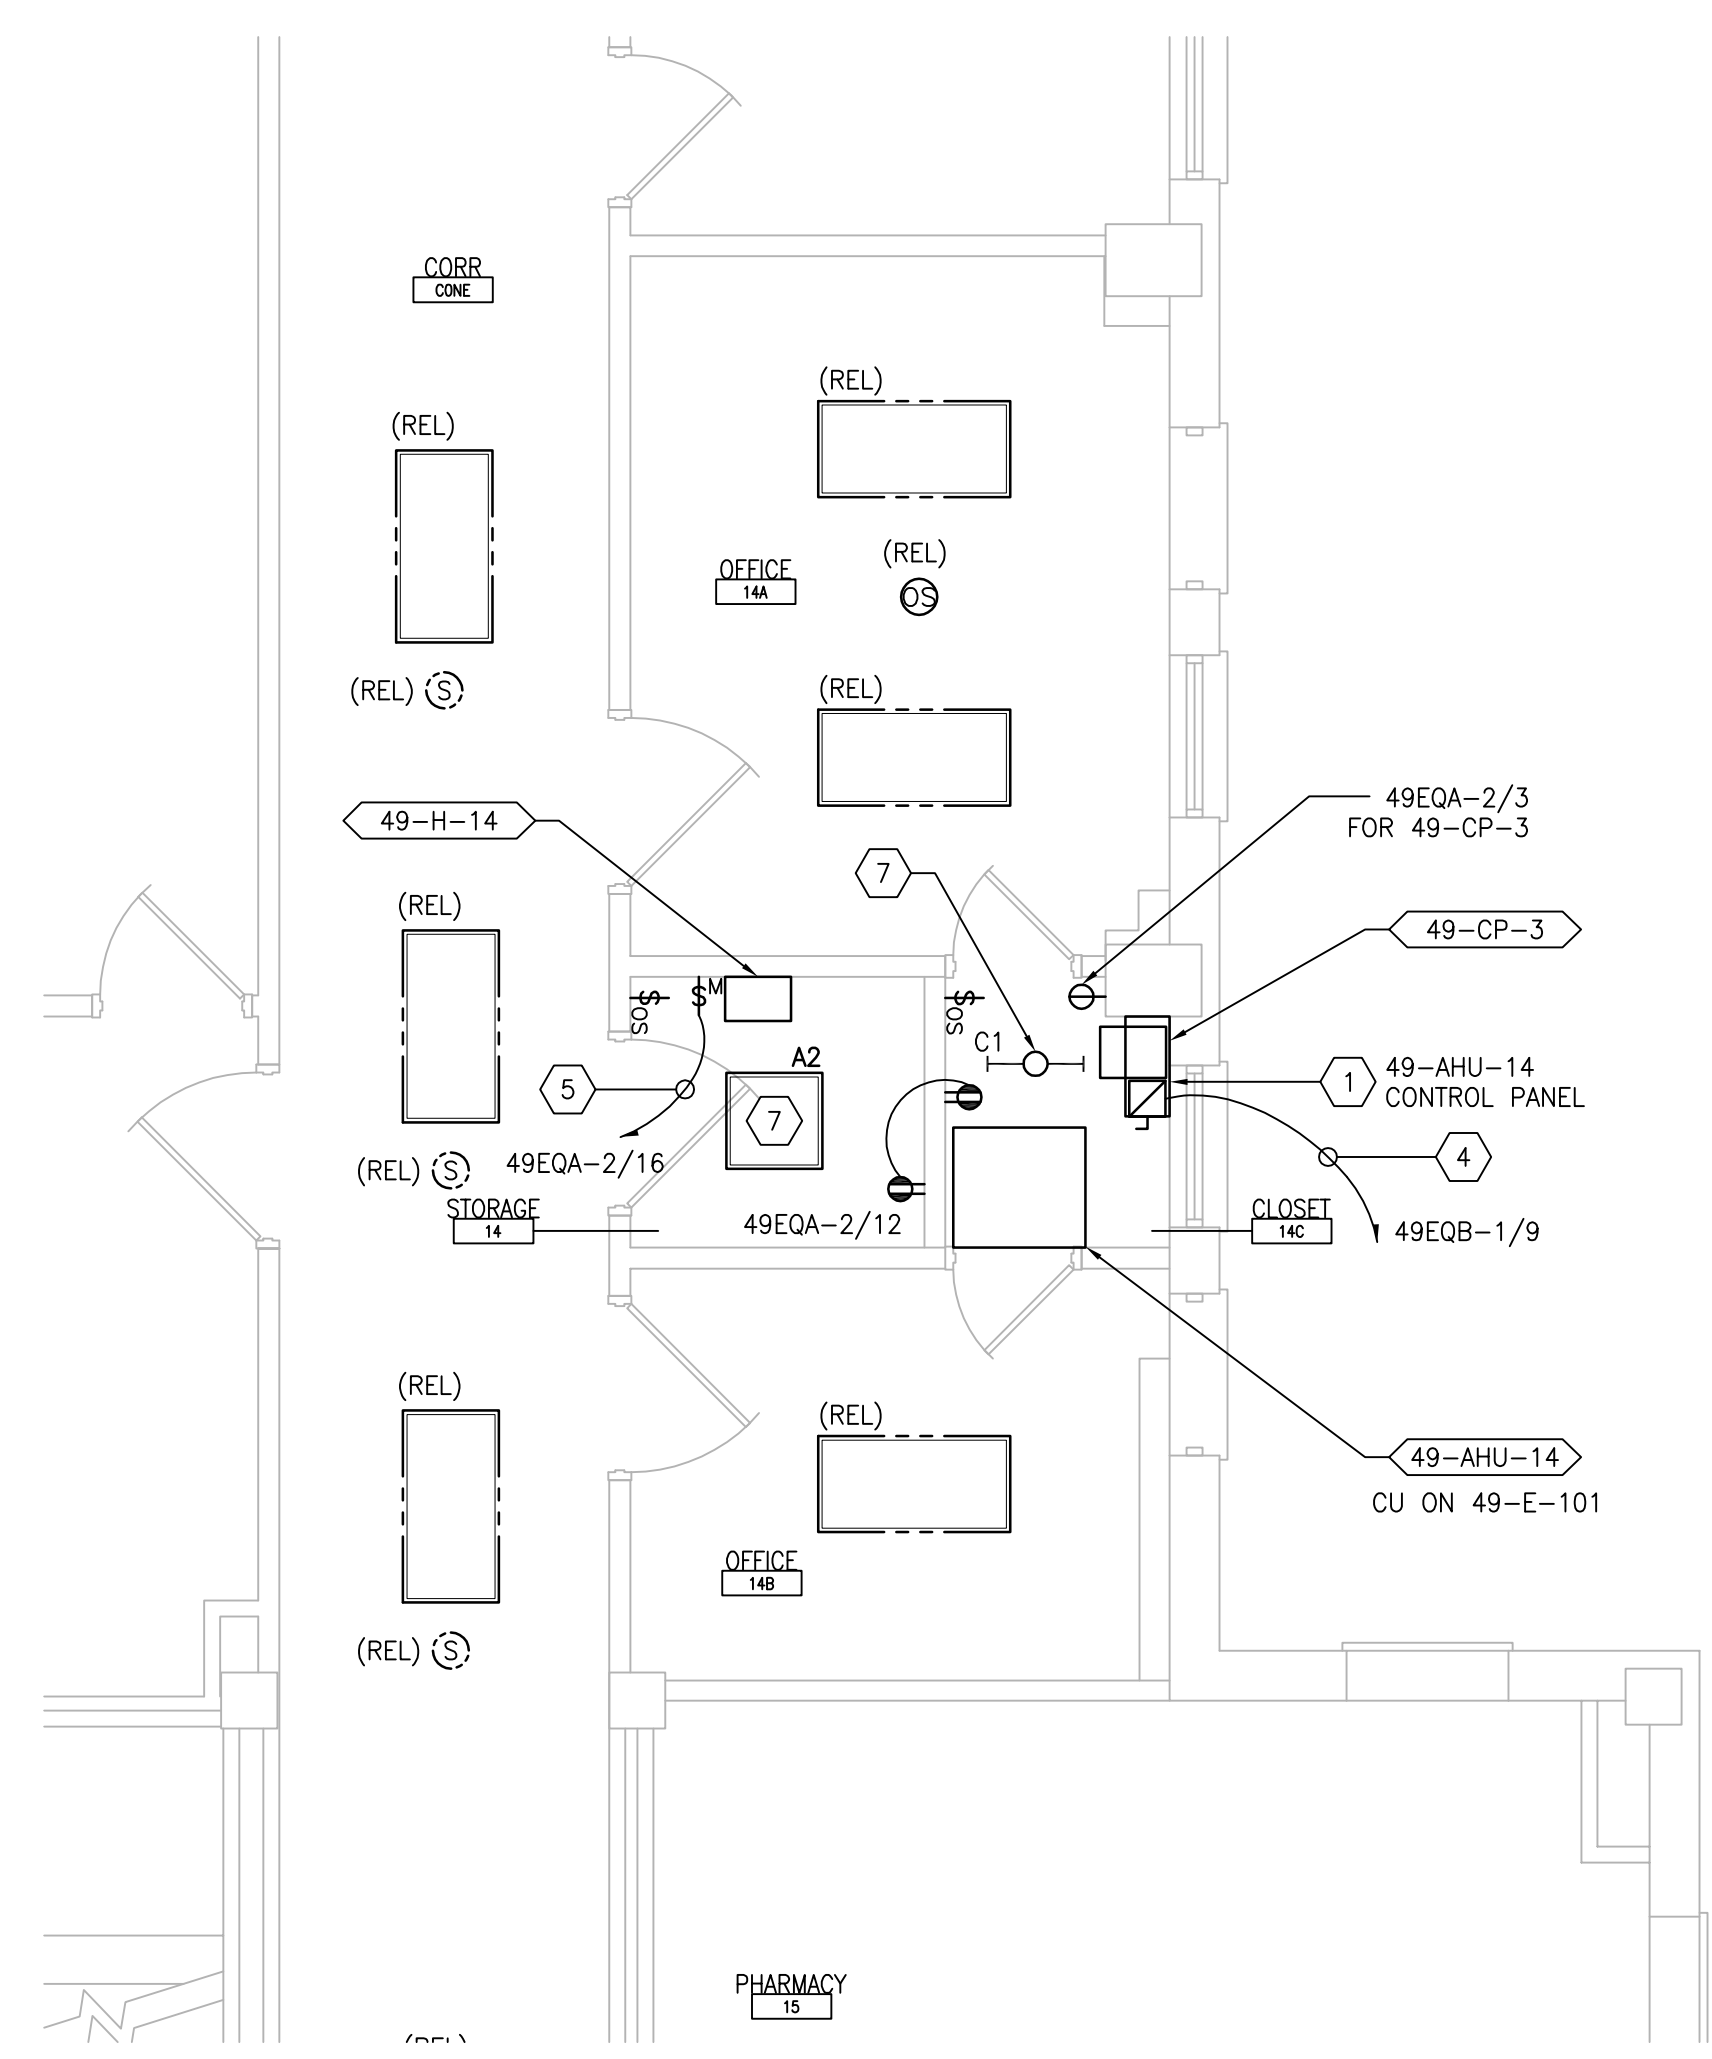 CORR
CONE
(REL)
(REL)
(REL)
OFFICE
14A
OS
(REL) S
(REL)
49EQA-2/3
FOR 49-CP-3
49-H-14
7
(REL)
49-CP-3
$
SOS
$M
$
SOS
C1
A2
5
7
1
49-AHU-14
CONTROL PANEL
(REL) S
49EQA-2/16
4
STORAGE
14
49EQA-2/12
CLOSET
14C
49EQB-1/9
(REL)
(REL)
49-AHU-14
CU ON 49-E-101
OFFICE
14B
(REL) S
PHARMACY
15
(REL)